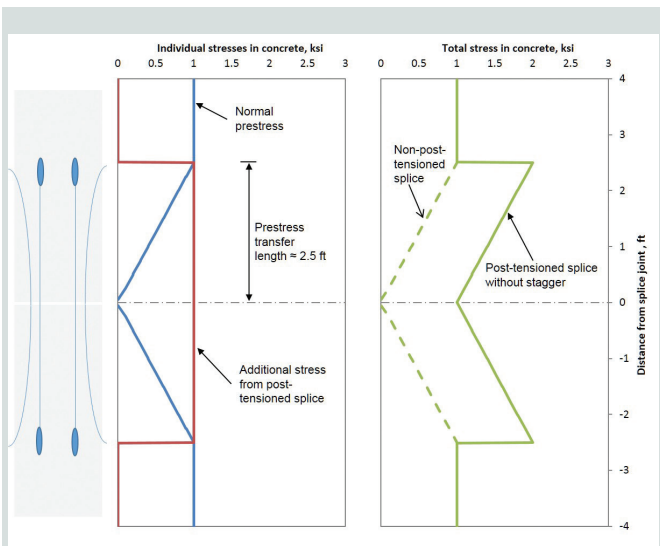 Individual stresses in concrete, ksi
0 0.5 1 1.5 2 2.5 3
Normal
prestress
Prestress
transfer
length ≈ 2.5 ft
Additional stress
from post-
tensioned splice
Total stress in concrete, ksi
0 0.5 1 1.5 2 2.5 3
Non-post-
tensioned
splice
Post-tensioned splice
without stagger
4
3
2
1
0
-1
-2
-3
-4
Distance from splice joint , ft